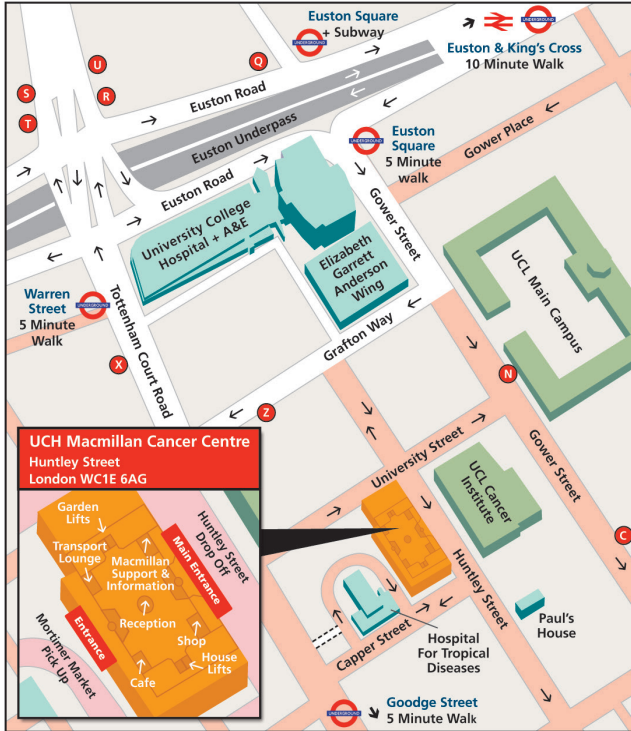 Euston Square
+ Subway
UNDERGROUND
UNDERGROUND
Euston & King's Cross
10 Minute Walk
U
Q
S
R
T
Euston Road
Euston Underpass
Euston Road
UNDERGROUND
Euston
Square
5 Minute
walk
Gower Place
Gower Street
University College
Hospital + A&E
Elizabeth
Garrett
Anderson
Wing
UCL Main Campus
Warren
Street
UNDERGROUND
5 Minute
Walk
Tottenham Court Road
Grafton Way
X
N
Z
UCH Macmillan Cancer Centre
Huntley Street
London WC1E 6AG
Garden
Lifts
Transport
Lounge
Macmillan
Support &
Information
Main Entrance
Huntley Street
Drop Off
Reception
Entrance
Shop
House
Lifts
Cafe
Mortimer Market
Pick Up
University Street
UCL Cancer
Institute
Gower Street
C
Huntley Street
Paul's
House
Capper Street
Hospital
For Tropical
Diseases
UNDERGROUND
Goodge Street
5 Minute Walk